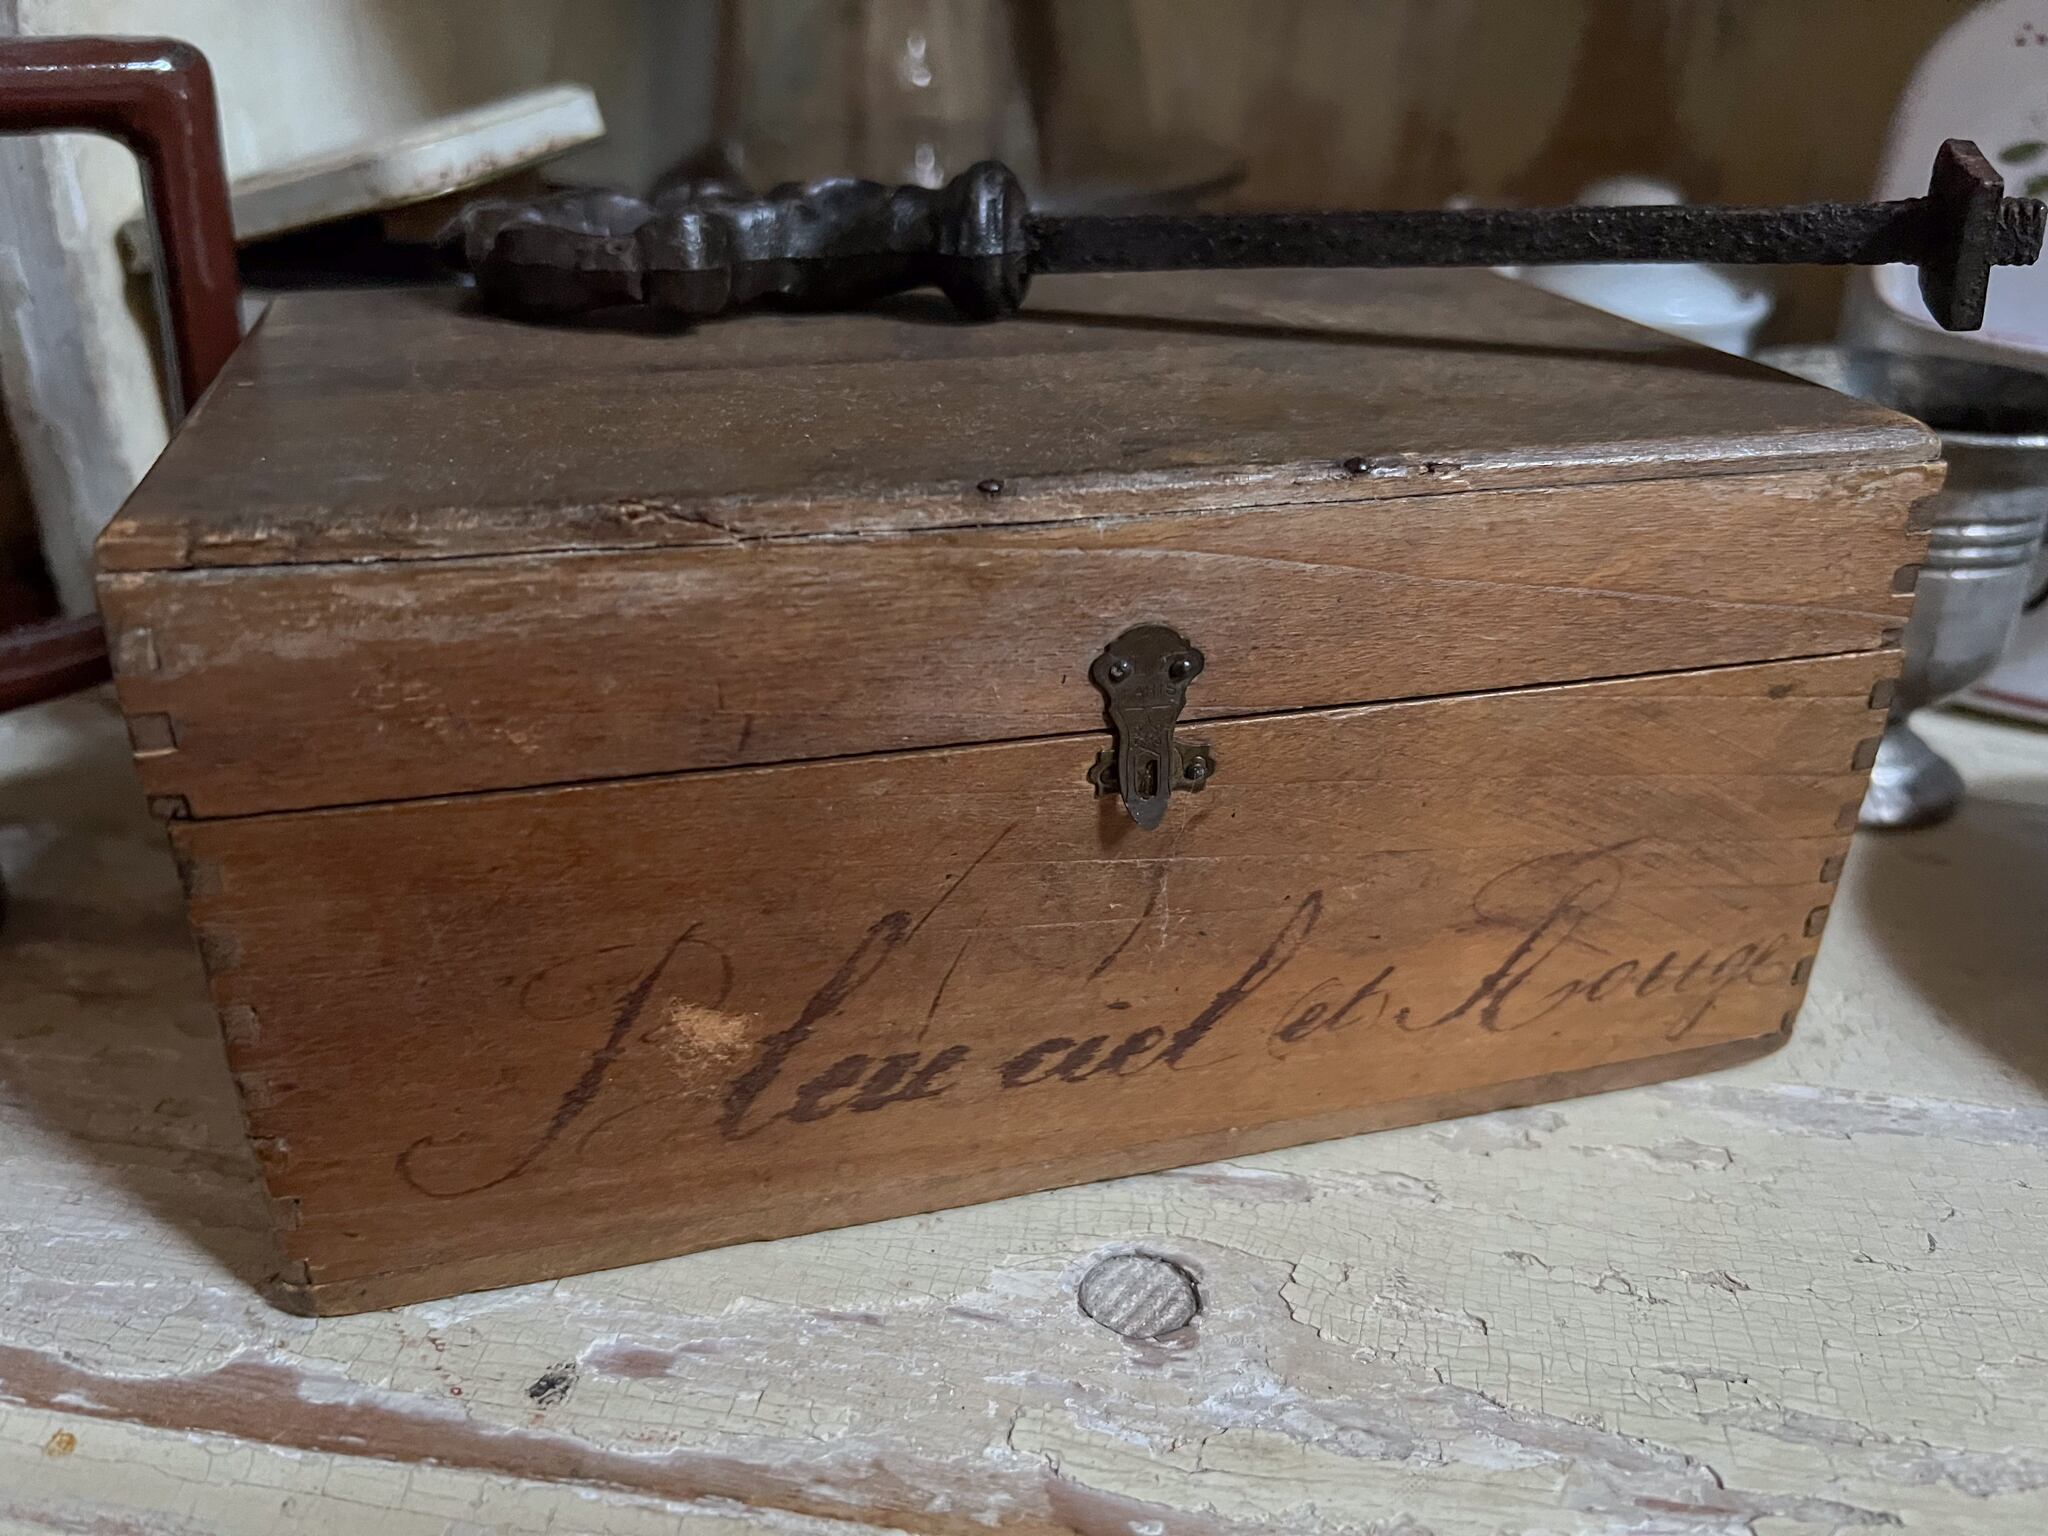 Bleu ciel et Rouge